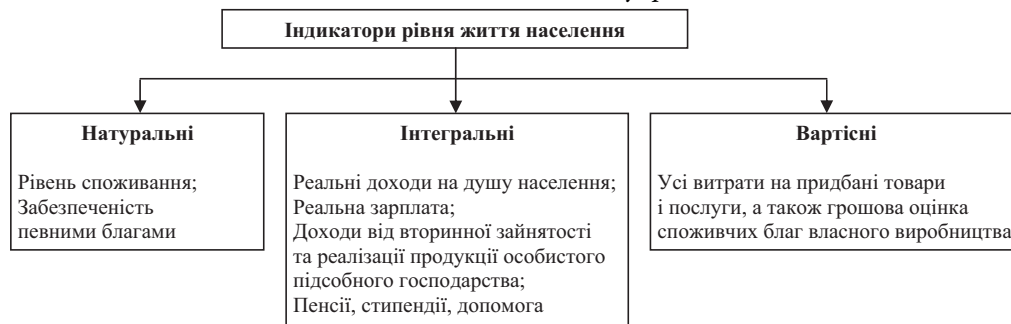 Індикатори рівня життя населення
Натуральні
Рівень споживання;
Забезпеченість
певними благами
Інтегральні
Реальні доходи на душу населення;
Реальна зарплата;
Доходи від вторинної зайнятості
та реалізації продукції особистого
підсобного господарства;
Пенсії, стипендії, допомога
Вартісні
Усі витрати на придбані товари
і послуги, а також грошова оцінка
споживчих благ власного виробництва